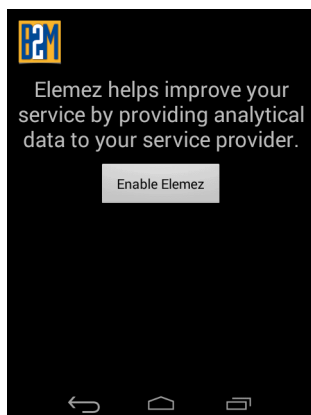 B2M
Elemez helps improve your
service by providing analytical
data to your service provider.
Enable Elemez